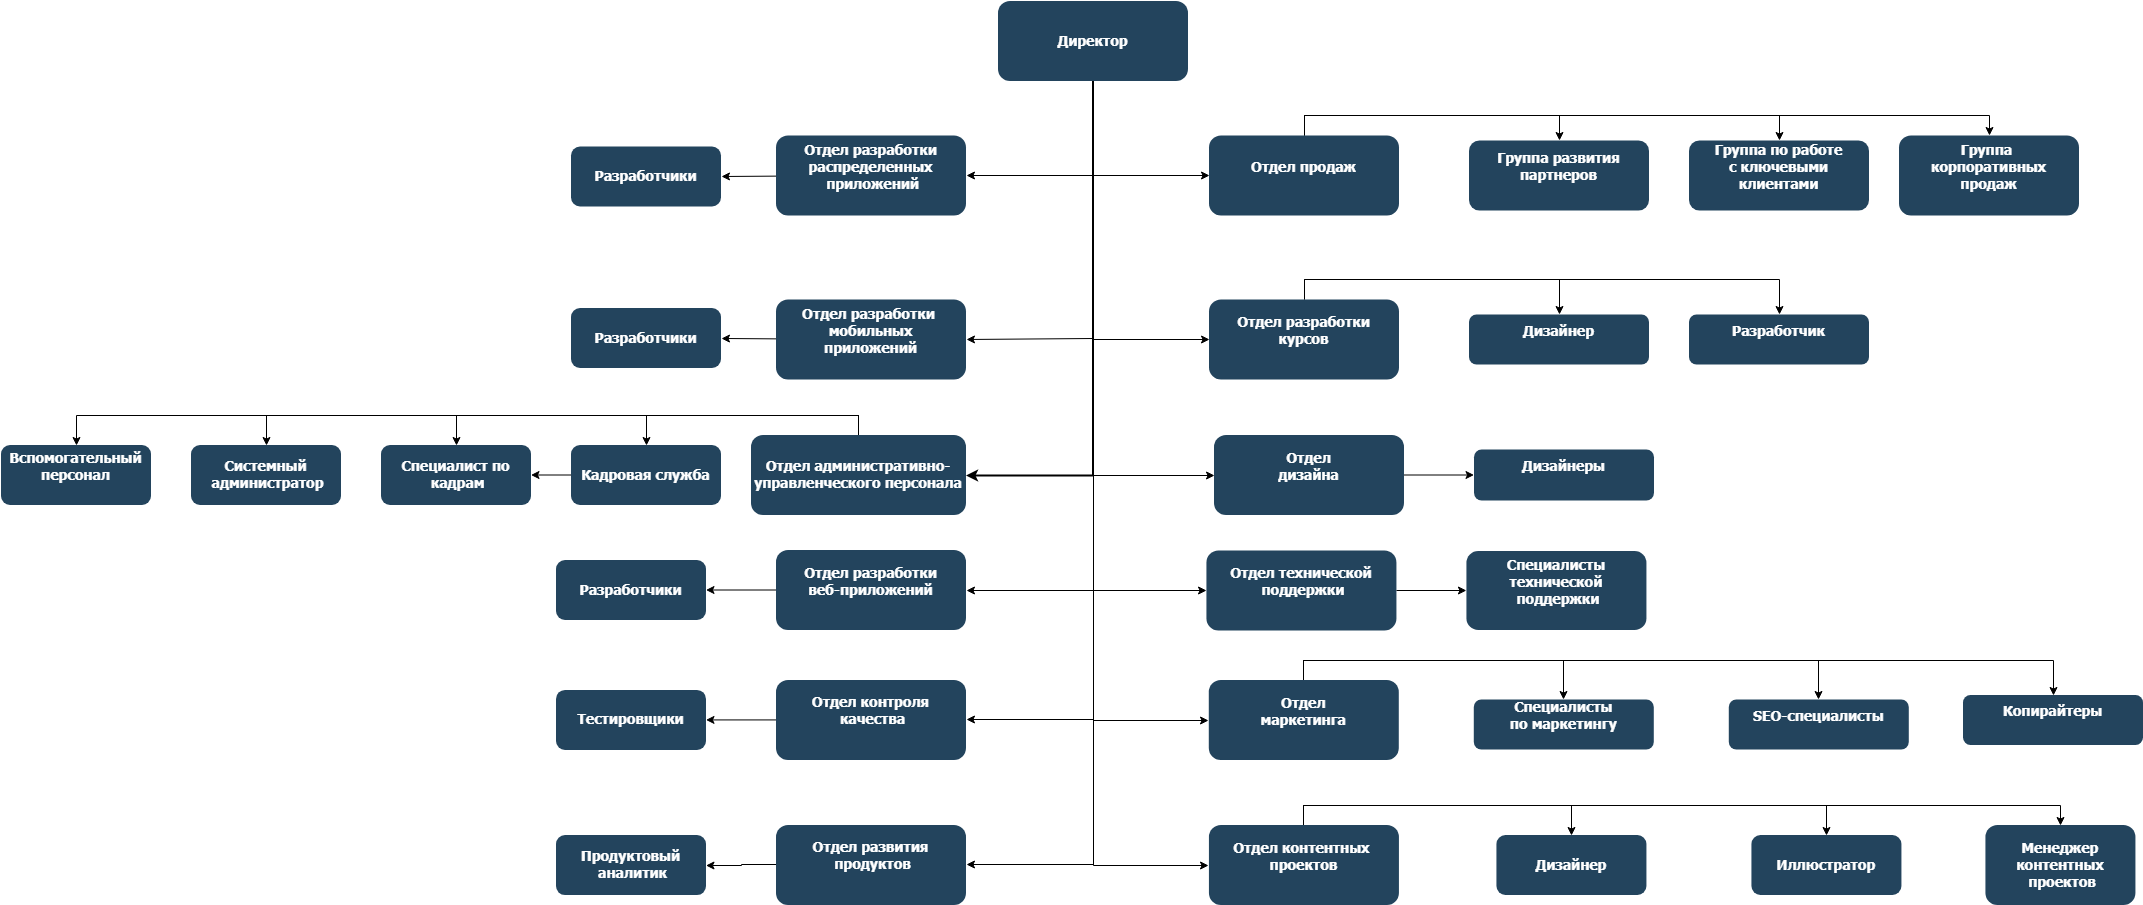 Директор
Разработчики
Отдел разработки
распределенных
приложений
Отдел продаж
Группа развития
партнеров
Группа по работе
с ключевыми
клиентами
Группа
корпоративных
продаж
Разработчики
Отдел разработки
мобильных
приложений
Отдел разработки
курсов
Дизайнер
Разработчик
Вспомогательный
персонал
Системный
администратор
Специалист по
кадрам
Кадровая служба
Отдел административно-
управленческого персонала
Отдел
дизайна
Дизайнеры
Разработчики
Отдел разработки
веб-приложений
Отдел технической
поддержки
Специалисты
технической
поддержки
Тестировщики
Отдел контроля
качества
Отдел
маркетинга
Специалисты
по маркетингу
SEO-специалисты
Копирайтеры
Продуктовый
аналитик
Отдел развития
продуктов
Отдел контентных
проектов
Дизайнер
Иллюстратор
Менеджер
контентных
проектов